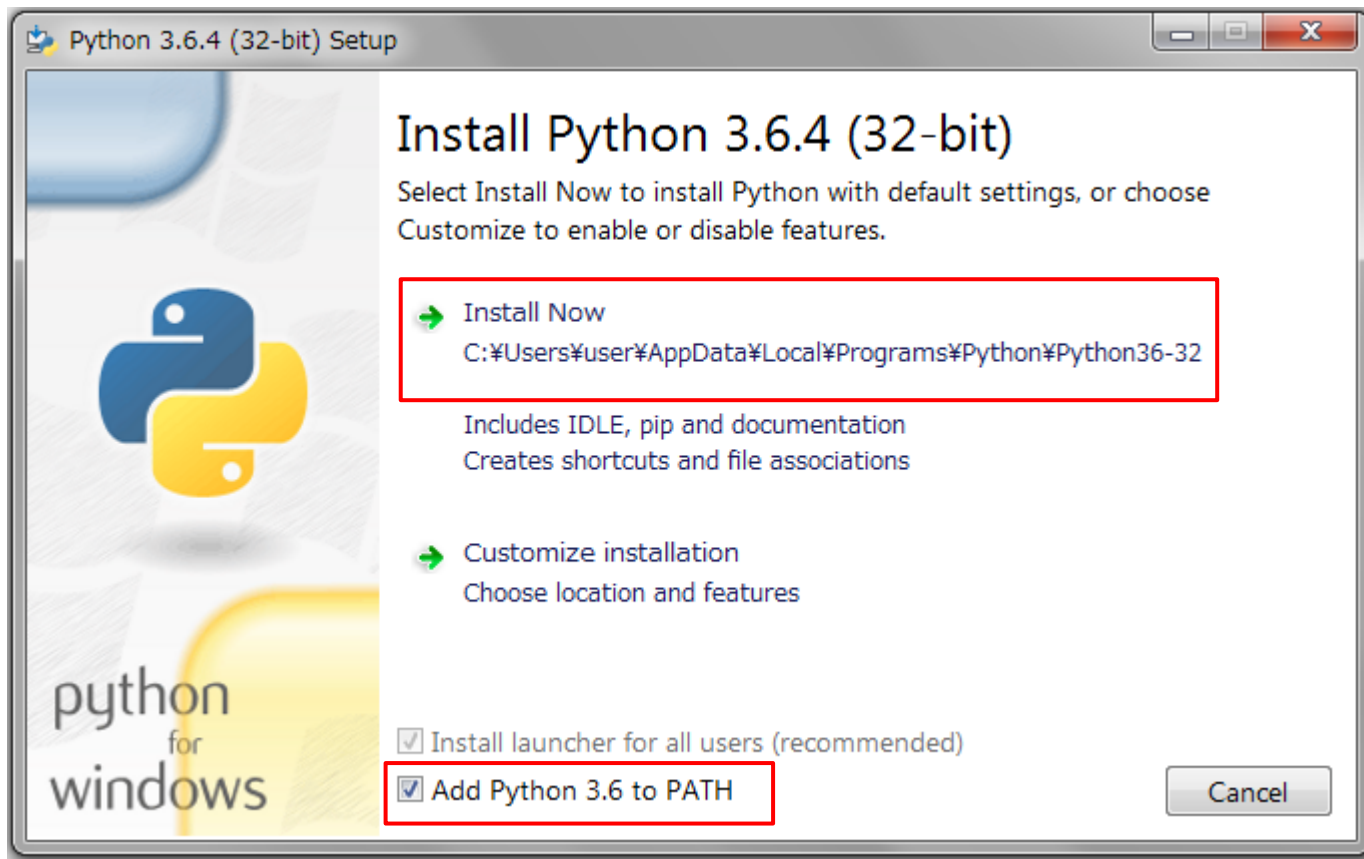 Python 3.6.4 (32-bit) Setup
Install Python 3.6.4 (32-bit)
Select Install Now to install Python with default settings, or choose
Customize to enable or disable features.
Install Now
C:¥Users¥user¥AppData¥Local¥Programs¥Python¥Python36-32
Includes IDLE, pip and documentation
Creates shortcuts and file associations
Customize installation
Choose location and features
python
for
windows
Install launcher for all users (recommended)
Add Python 3.6 to PATH
Cancel